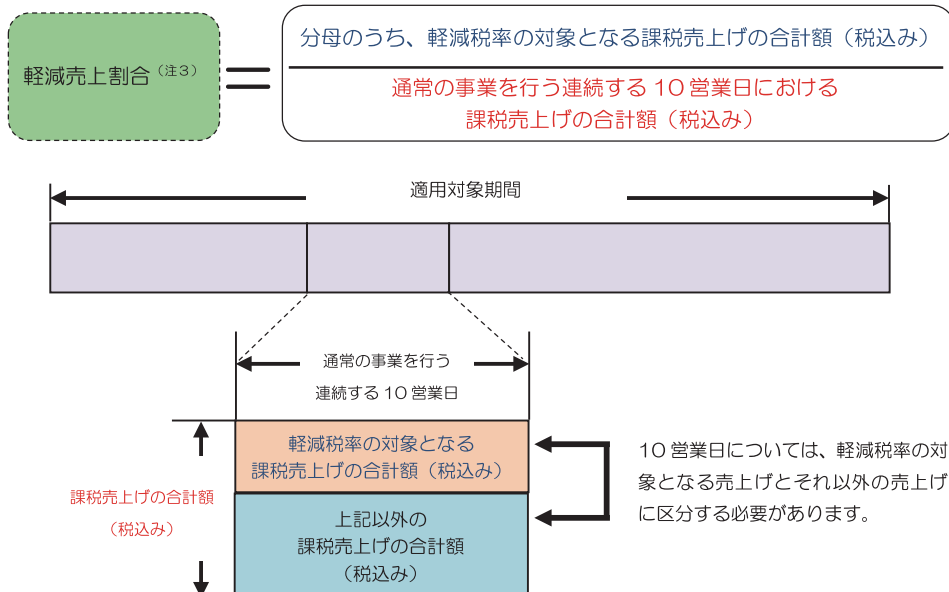 軽減売上割合(注3)
分母のうち、軽減税率の対象となる課税売上げの合計額(税込み)
通常の事業を行う連続する10営業日における
課税売上げの合計額(税込み)
適用対象期間
通常の事業を行う
連続する10営業日
軽減税率の対象となる
課税売上げの合計額(税込み)
課税売上げの合計額
(税込み)
上記以外の
課税売上げの合計額
(税込み)
10営業日については、軽減税率の対
象となる売上げとそれ以外の売上げ
に区分する必要があります。